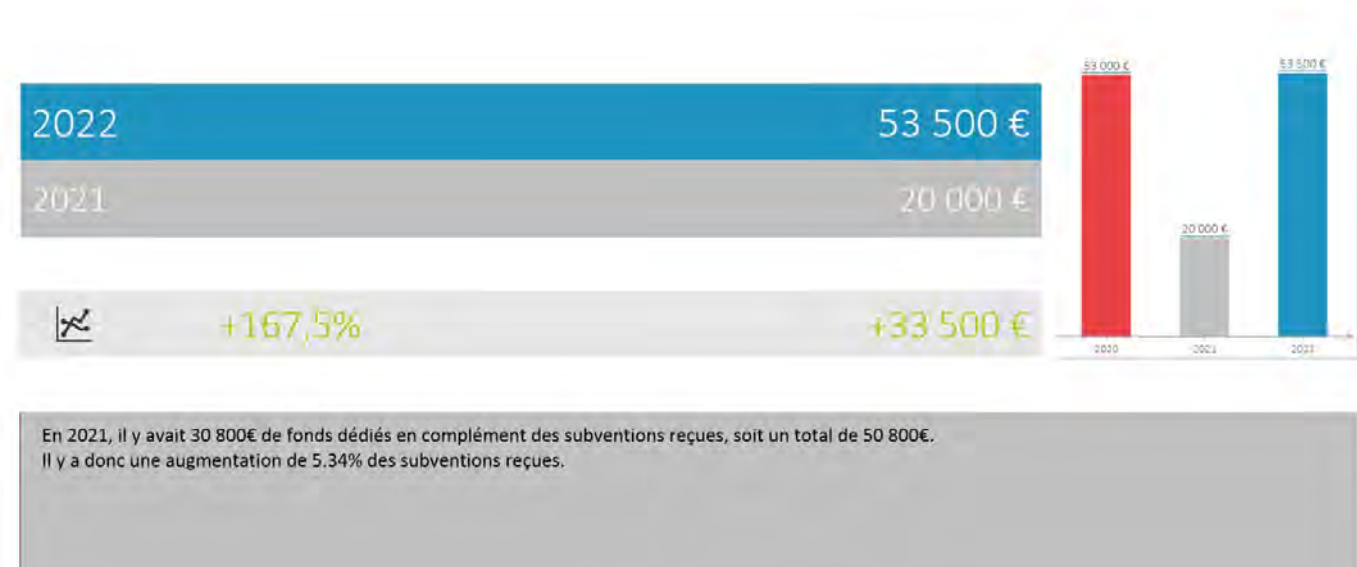 2022 53 500 €
2021 20 000 €
+167,5% +33 500 €
53 000 €
20 000 €
53 500 €
2020 2021 2022
En 2021, il y avait 30 800€ de fonds dédiés en complément des subventions reçues, soit un total de 50 800€.
Il y a donc une augmentation de 5.34% des subventions reçues.